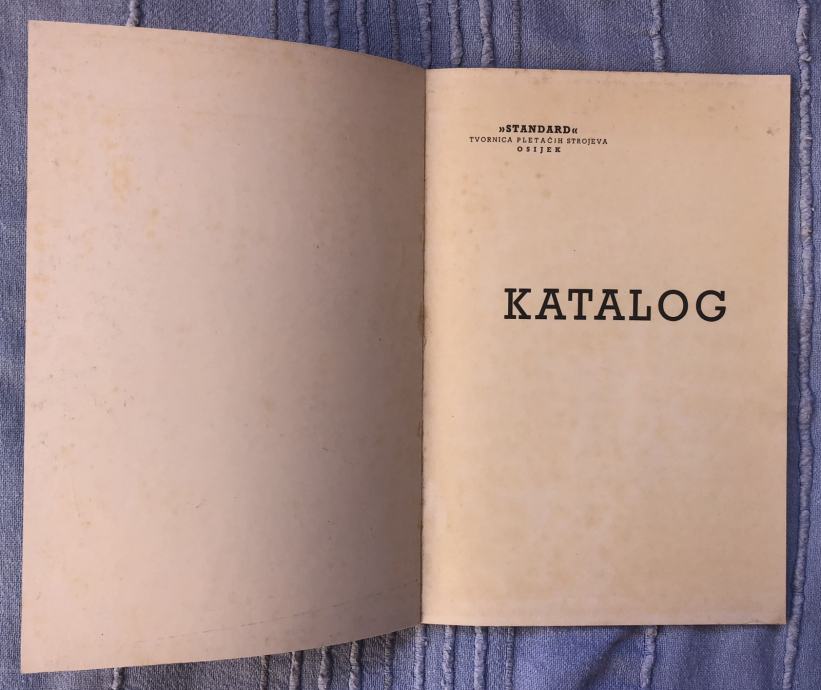 »STANDARD«
TVORNICA PLETAĆIH STROJEVA
OSIJEK
KATALOG